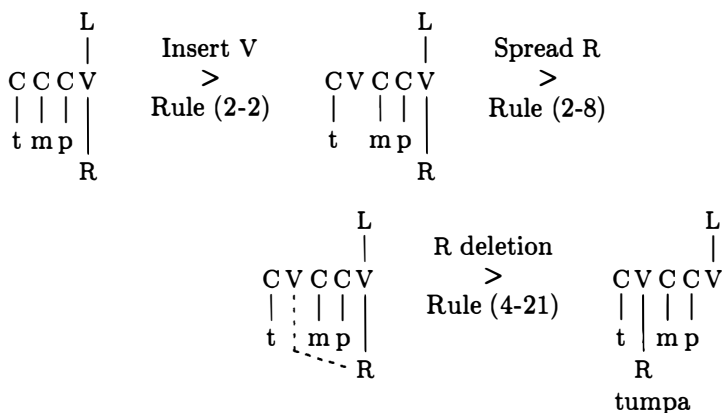 L L
Insert V Spread R
C C C V > C V C C V >
Rule (2-2) Rule (2-8)
t m p t m p
R R
L L
R deletion
C V C C V > C V C C V
Rule (4-21)
t m p t m p
R R
tumpa